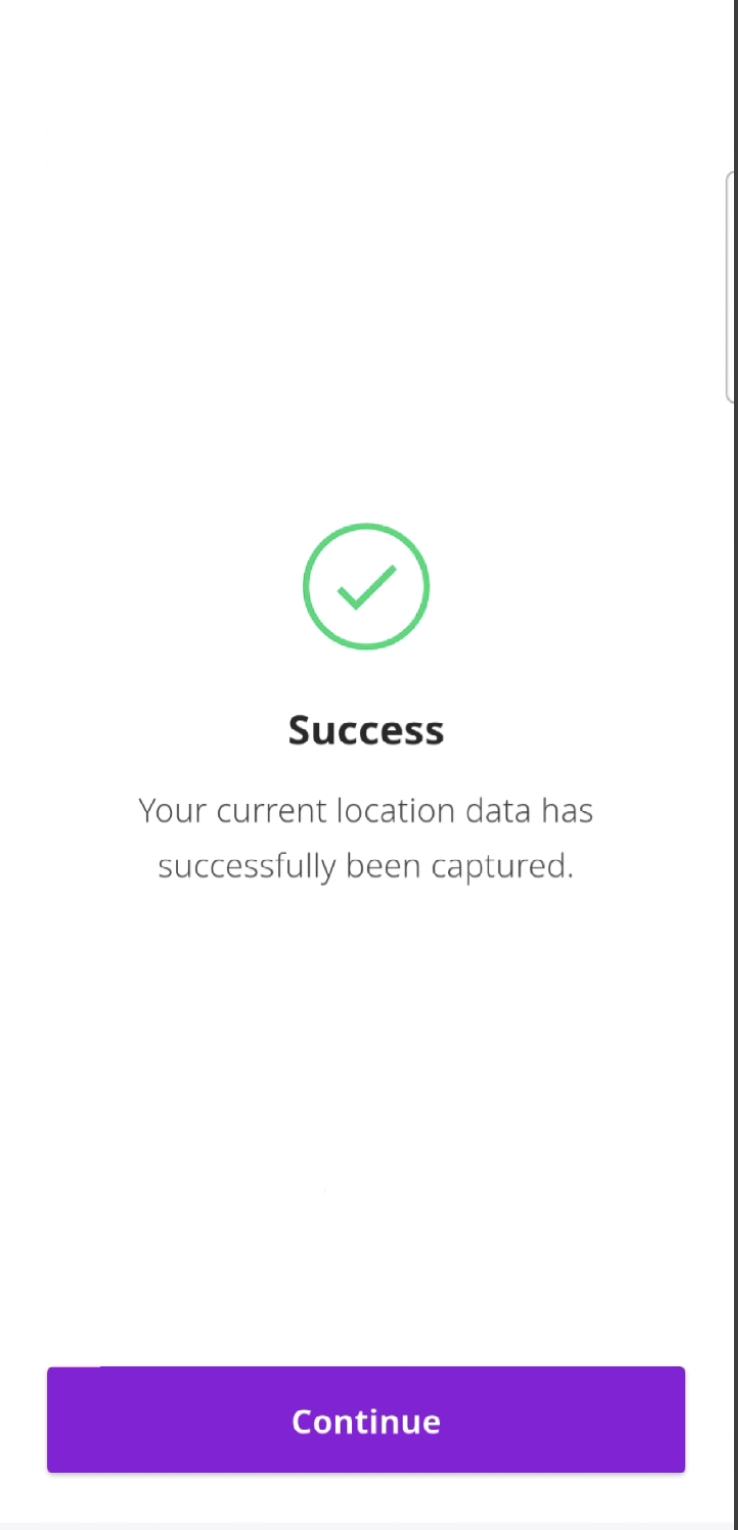 Success
Your current location data has
successfully been captured.
Continue